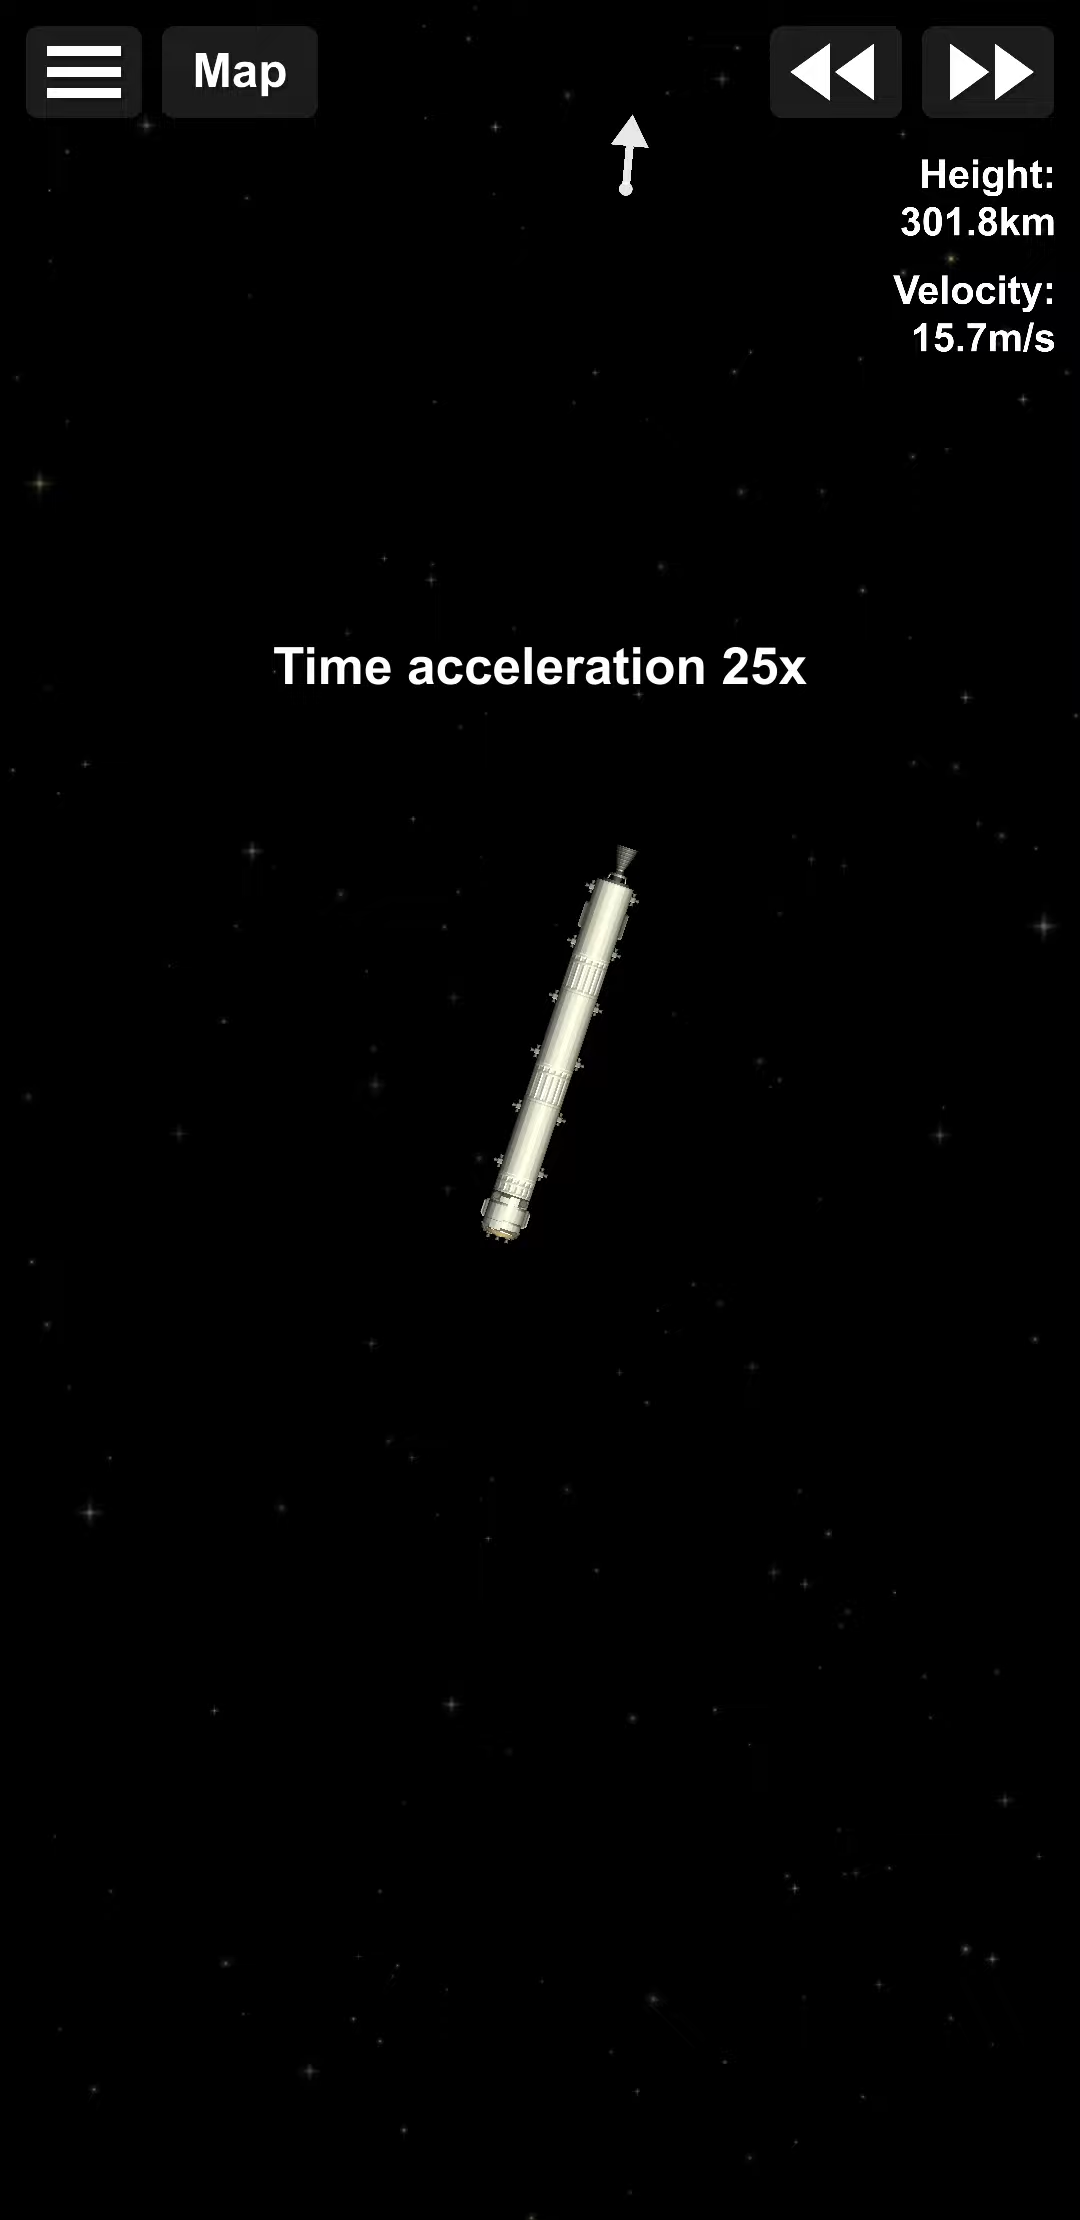 Map
Height:
301.8km
Velocity:
15.7m/s
Time acceleration 25x